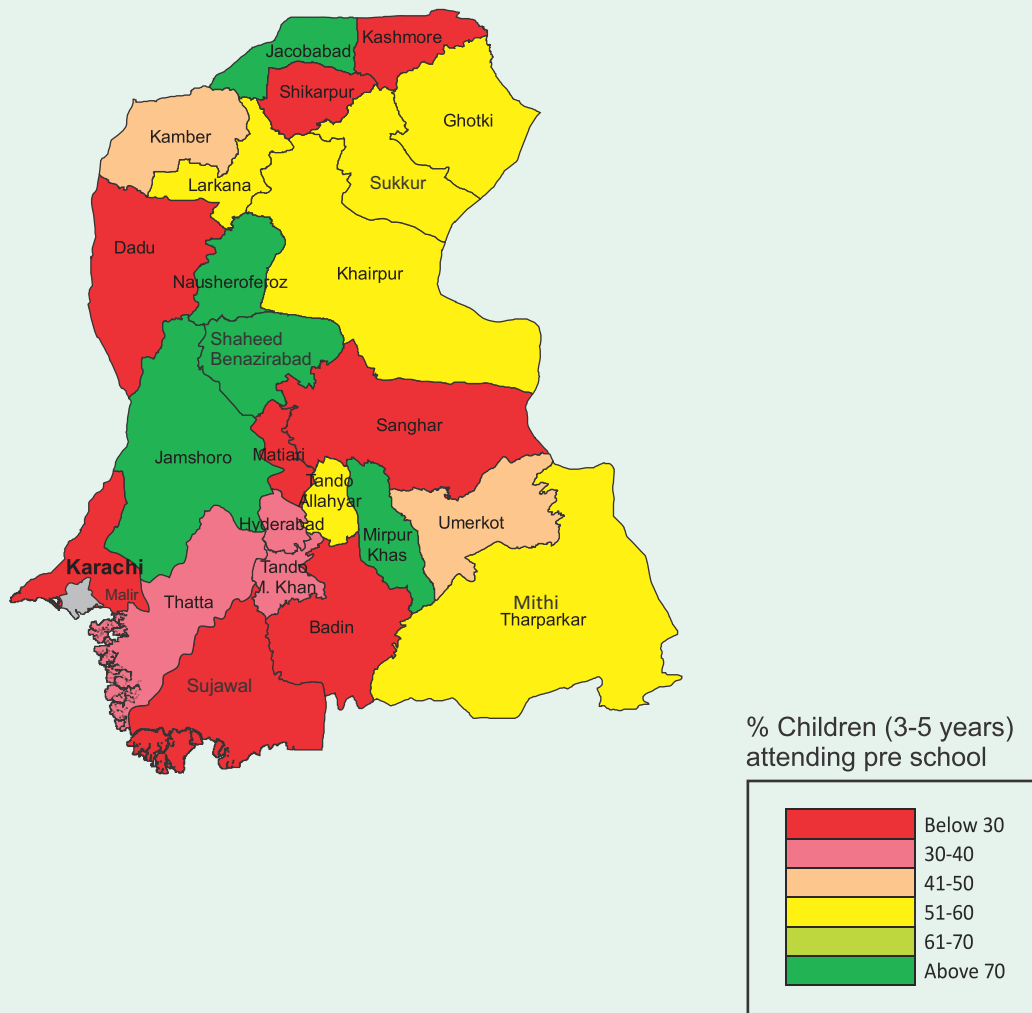 Kashmore
Jacobabad
Shikarpur
Ghotki
Kamber
Larkana
Sukkur
Dadu
Khairpur
Nausheroferoz
Shaheed
Benazirabad
Sanghar
Matiari
Jamshoro
Tando
Allahyar
Hyderabad
Mirpur
Khas
Umerkot
Karachi
Malir
Tando
M. Khan
Thatta
Mithi
Tharparkar
Badin
Sujawal
% Children (3-5 years)
attending pre school
Below 30
30-40
41-50
51-60
61-70
Above 70